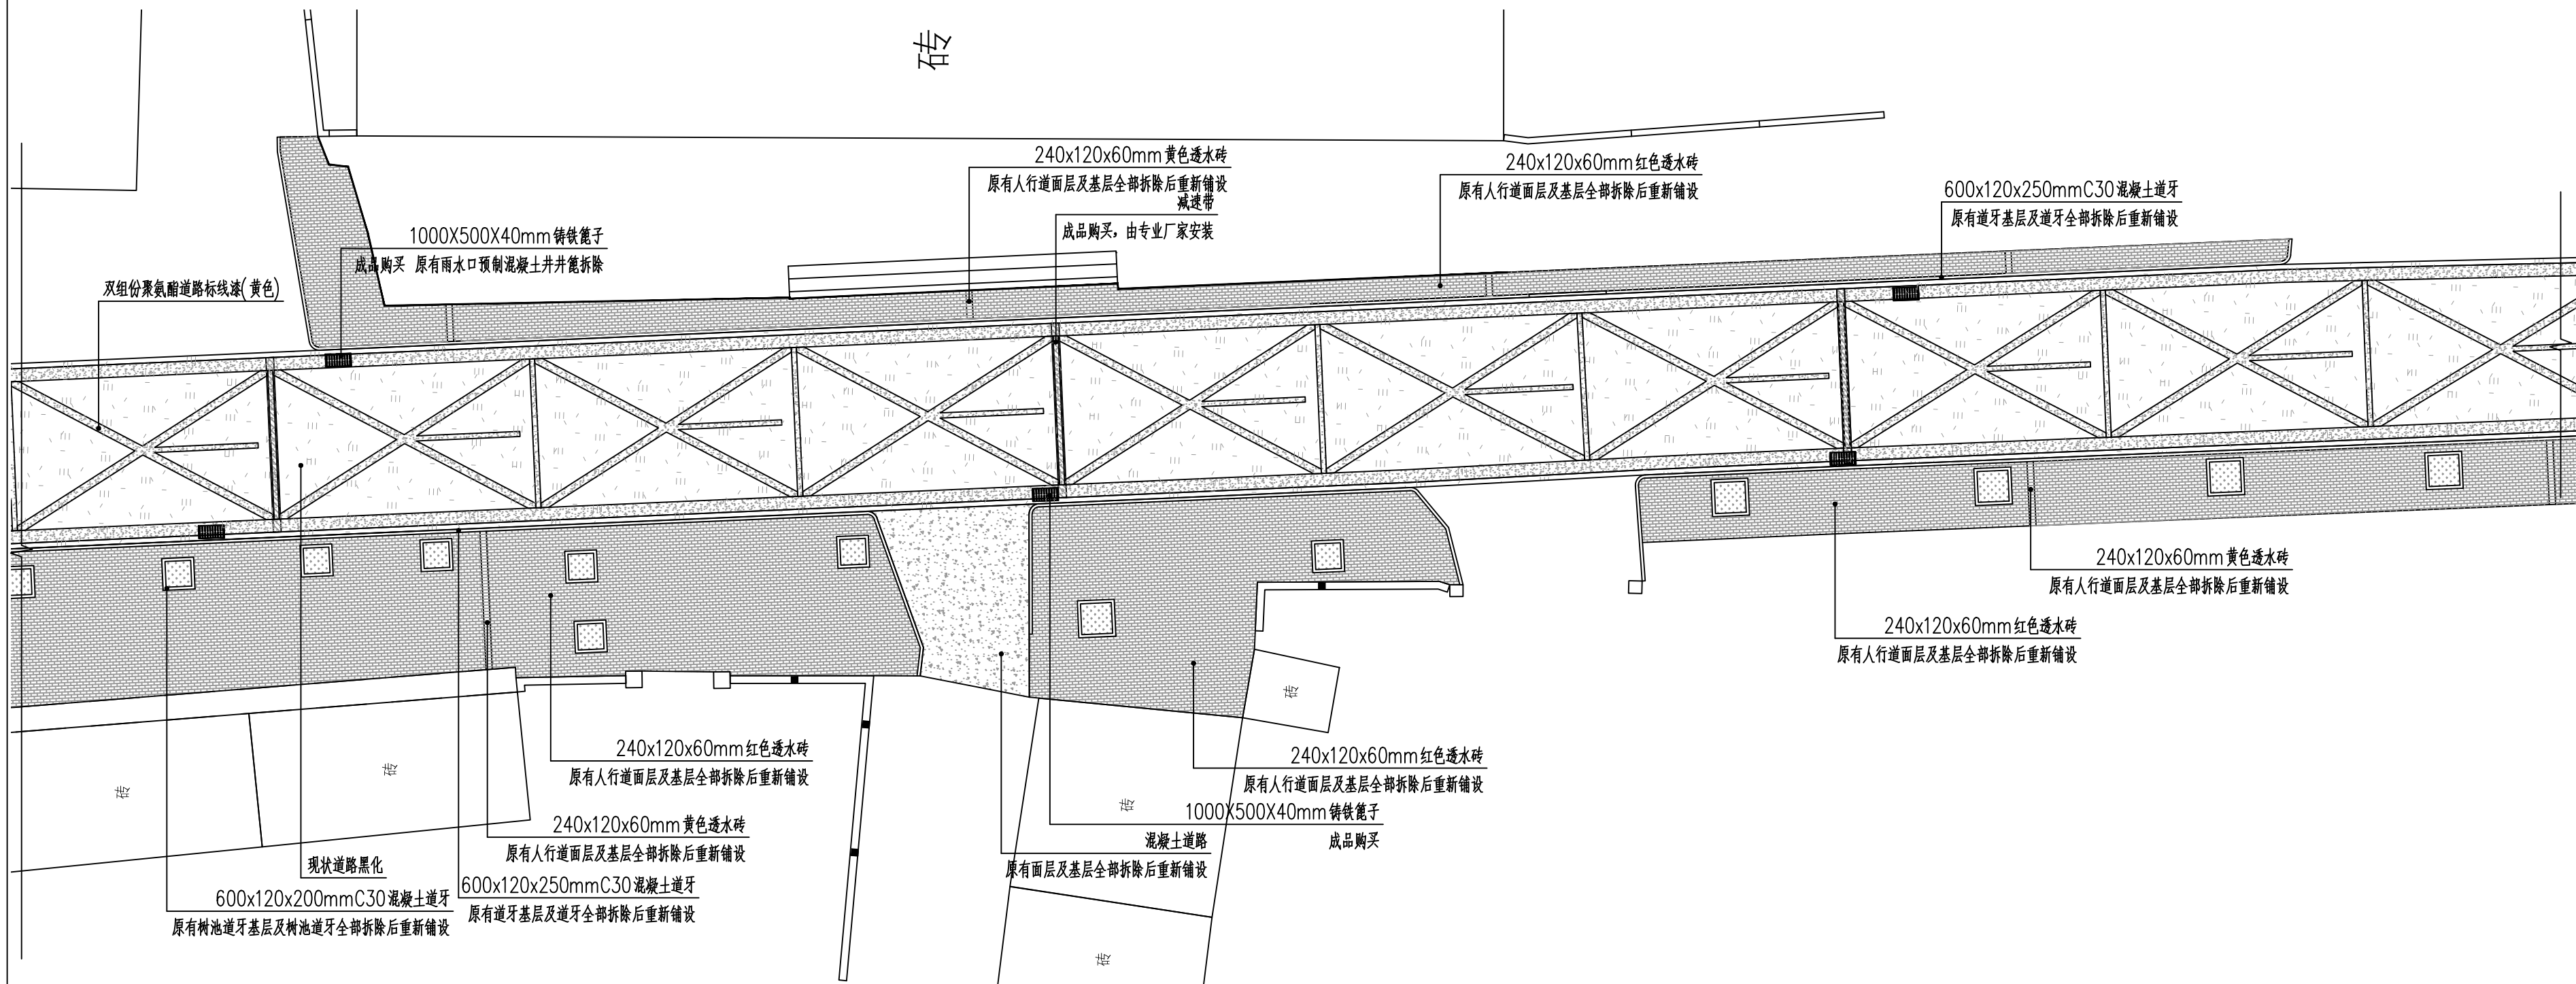 砖
240x120x60mm黄色透水砖
原有人行道面层及基层全部拆除后重新铺设
减速带
成品购买，由专业厂家安装
240x120x60mm红色透水砖
原有人行道面层及基层全部拆除后重新铺设
600x120x250mmC30混凝土道牙
原有道牙基层及道牙全部拆除后重新铺设
1000X500X40mm铸铁篦子
成品购买 原有雨水口预制混凝土井井篦拆除
双组份聚氨酯道路标线漆(黄色)
240x120x60mm黄色透水砖
原有人行道面层及基层全部拆除后重新铺设
240x120x60mm红色透水砖
原有人行道面层及基层全部拆除后重新铺设
砖
240x120x60mm红色透水砖
原有人行道面层及基层全部拆除后重新铺设
240x120x60mm红色透水砖
原有人行道面层及基层全部拆除后重新铺设
砖
砖
砖
1000X500X40mm铸铁篦子
成品购买
240x120x60mm黄色透水砖
原有人行道面层及基层全部拆除后重新铺设
混凝土道路
原有面层及基层全部拆除后重新铺设
现状道路黑化
600x120x250mmC30混凝土道牙
原有道牙基层及道牙全部拆除后重新铺设
600x120x200mmC30混凝土道牙
原有树池道牙基层及树池道牙全部拆除后重新铺设
砖